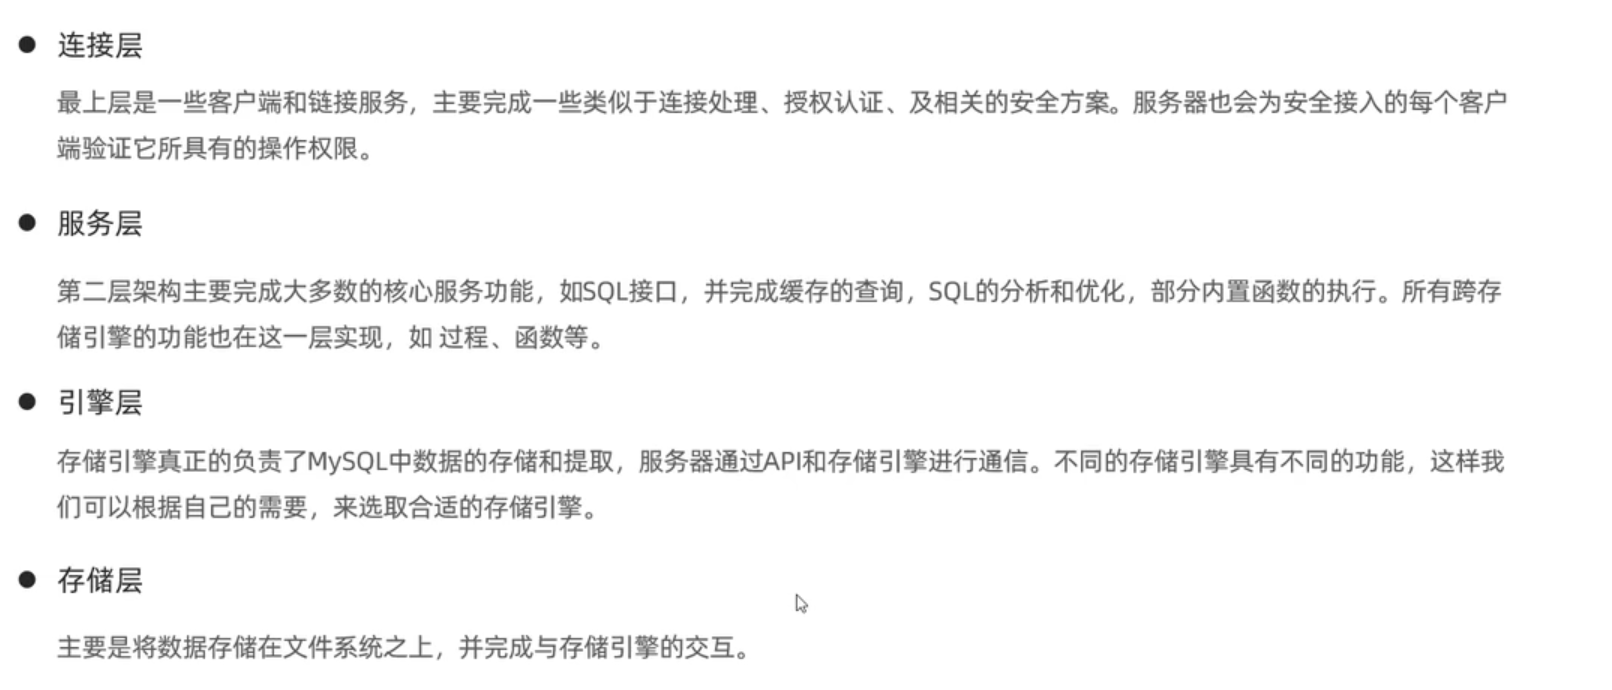 ● 连接层
最上层是一些客户端和链接服务，主要完成一些类似于连接处理、授权认证、及相关的安全方案。服务器也会为安全接入的每个客户
端验证它所具有的操作权限。
● 服务层
第二层架构主要完成大多数的核心服务功能，如SQL接口，并完成缓存的查询，SQL的分析和优化，部分内置函数的执行。所有跨存
储引擎的功能也在这一层实现，如 过程、函数等。
● 引擎层
存储引擎真正的负责了MySQL中数据的存储和提取，服务器通过API和存储引擎进行通信。不同的存储引擎具有不同的功能，这样我
们可以根据自己的需要，来选取合适的存储引擎。
● 存储层
主要是将数据存储在文件系统之上，并完成与存储引擎的交互。